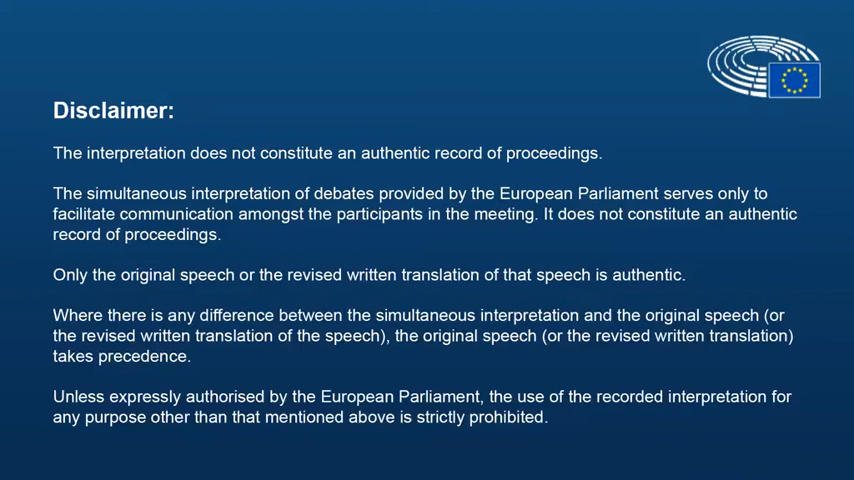 Disclaimer:
The interpretation does not constitute an authentic record of proceedings.
The simultaneous interpretation of debates provided by the European Parliament serves only to
facilitate communication amongst the participants in the meeting. It does not constitute an authentic
record of proceedings.
Only the original speech or the revised written translation of that speech is authentic.
Where there is any difference between the simultaneous interpretation and the original speech (or
the revised written translation of the speech), the original speech (or the revised written translation)
takes precedence.
Unless expressly authorised by the European Parliament, the use of the recorded interpretation for
any purpose other than that mentioned above is strictly prohibited.